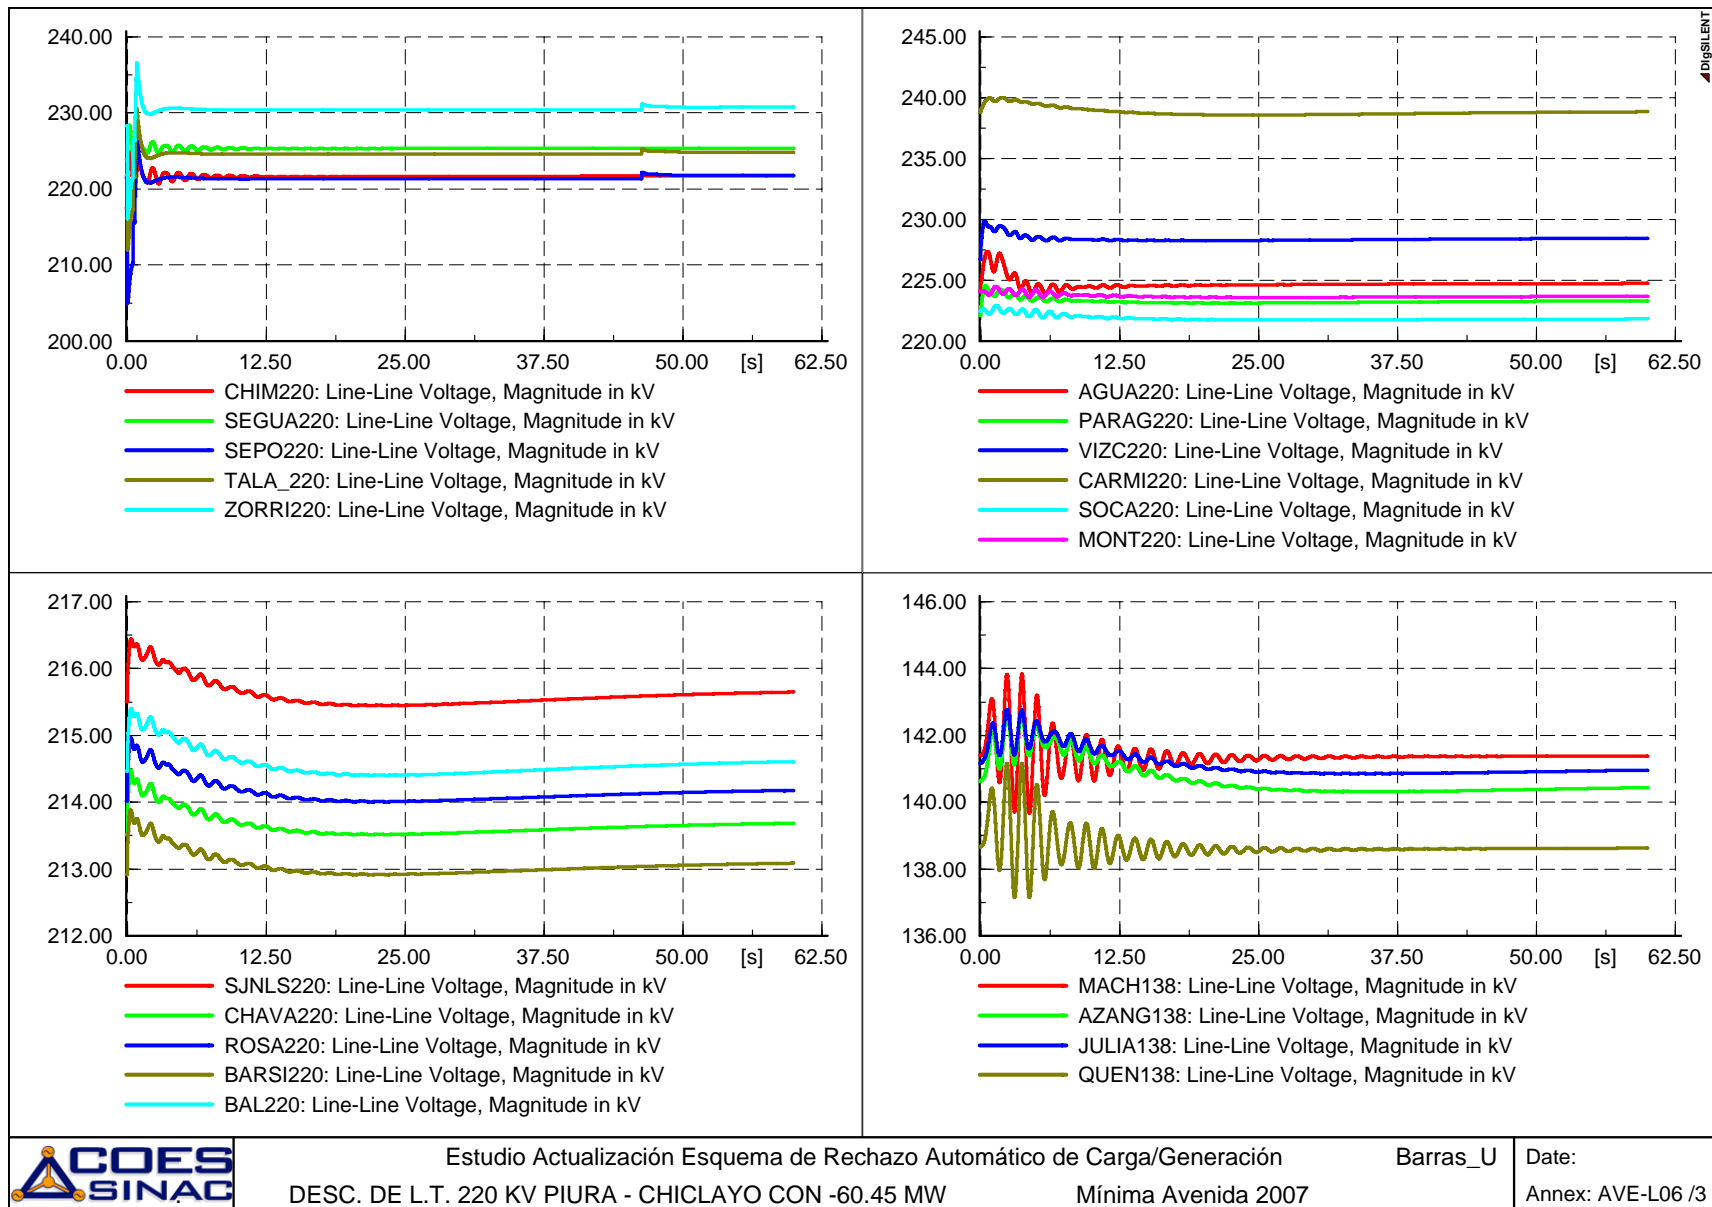 240.00
230.00
220.00
210.00
200.00
0.00 12.50 25.00 37.50 50.00 [s] 62.50
CHIM220: Line-Line Voltage, Magnitude in kV
SEGUA220: Line-Line Voltage, Magnitude in kV
SEPO220: Line-Line Voltage, Magnitude in kV
TALA_220: Line-Line Voltage, Magnitude in kV
ZORRI220: Line-Line Voltage, Magnitude in kV
245.00
240.00
235.00
230.00
225.00
220.00
0.00 12.50 25.00 37.50 50.00 [s] 62.50
AGUA220: Line-Line Voltage, Magnitude in kV
PARAG220: Line-Line Voltage, Magnitude in kV
VIZC220: Line-Line Voltage, Magnitude in kV
CARMI220: Line-Line Voltage, Magnitude in kV
SOCA220: Line-Line Voltage, Magnitude in kV
MONT220: Line-Line Voltage, Magnitude in kV
DIgSILENT
217.00
216.00
215.00
214.00
213.00
212.00
0.00 12.50 25.00 37.50 50.00 [s] 62.50
SJNLS220: Line-Line Voltage, Magnitude in kV
CHAVA220: Line-Line Voltage, Magnitude in kV
ROSA220: Line-Line Voltage, Magnitude in kV
BARSI220: Line-Line Voltage, Magnitude in kV
BAL220: Line-Line Voltage, Magnitude in kV
146.00
144.00
142.00
140.00
138.00
136.00
0.00 12.50 25.00 37.50 50.00 [s] 62.50
MACH138: Line-Line Voltage, Magnitude in kV
AZANG138: Line-Line Voltage, Magnitude in kV
JULIA138: Line-Line Voltage, Magnitude in kV
QUEN138: Line-Line Voltage, Magnitude in kV
COES
SINAC
Estudio Actualización Esquema de Rechazo Automático de Carga/Generación Barras_U
DESC. DE L.T. 220 KV PIURA - CHICLAYO CON -60.45 MW Mínima Avenida 2007
Date:
Annex: AVE-L06 /3